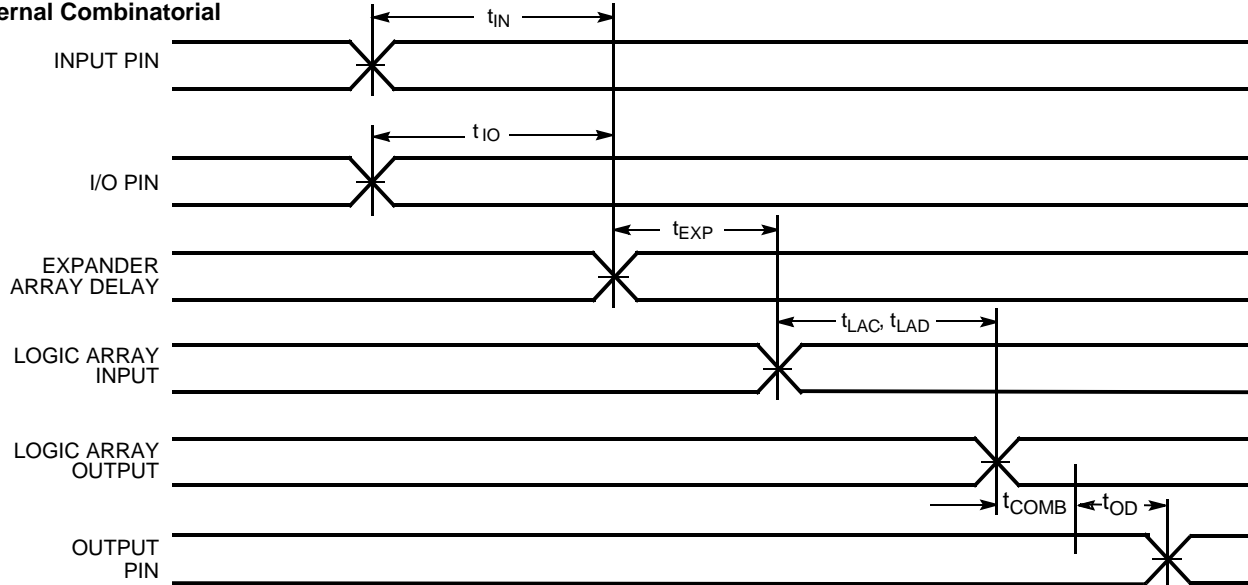 ernal Combinatorial
tIN
INPUT PIN
tIO
I/O PIN
tEXP
EXPANDER
ARRAY DELAY
tLAC, tLAD
LOGIC ARRAY
INPUT
LOGIC ARRAY
OUTPUT
tCOMB
tOD
OUTPUT
PIN